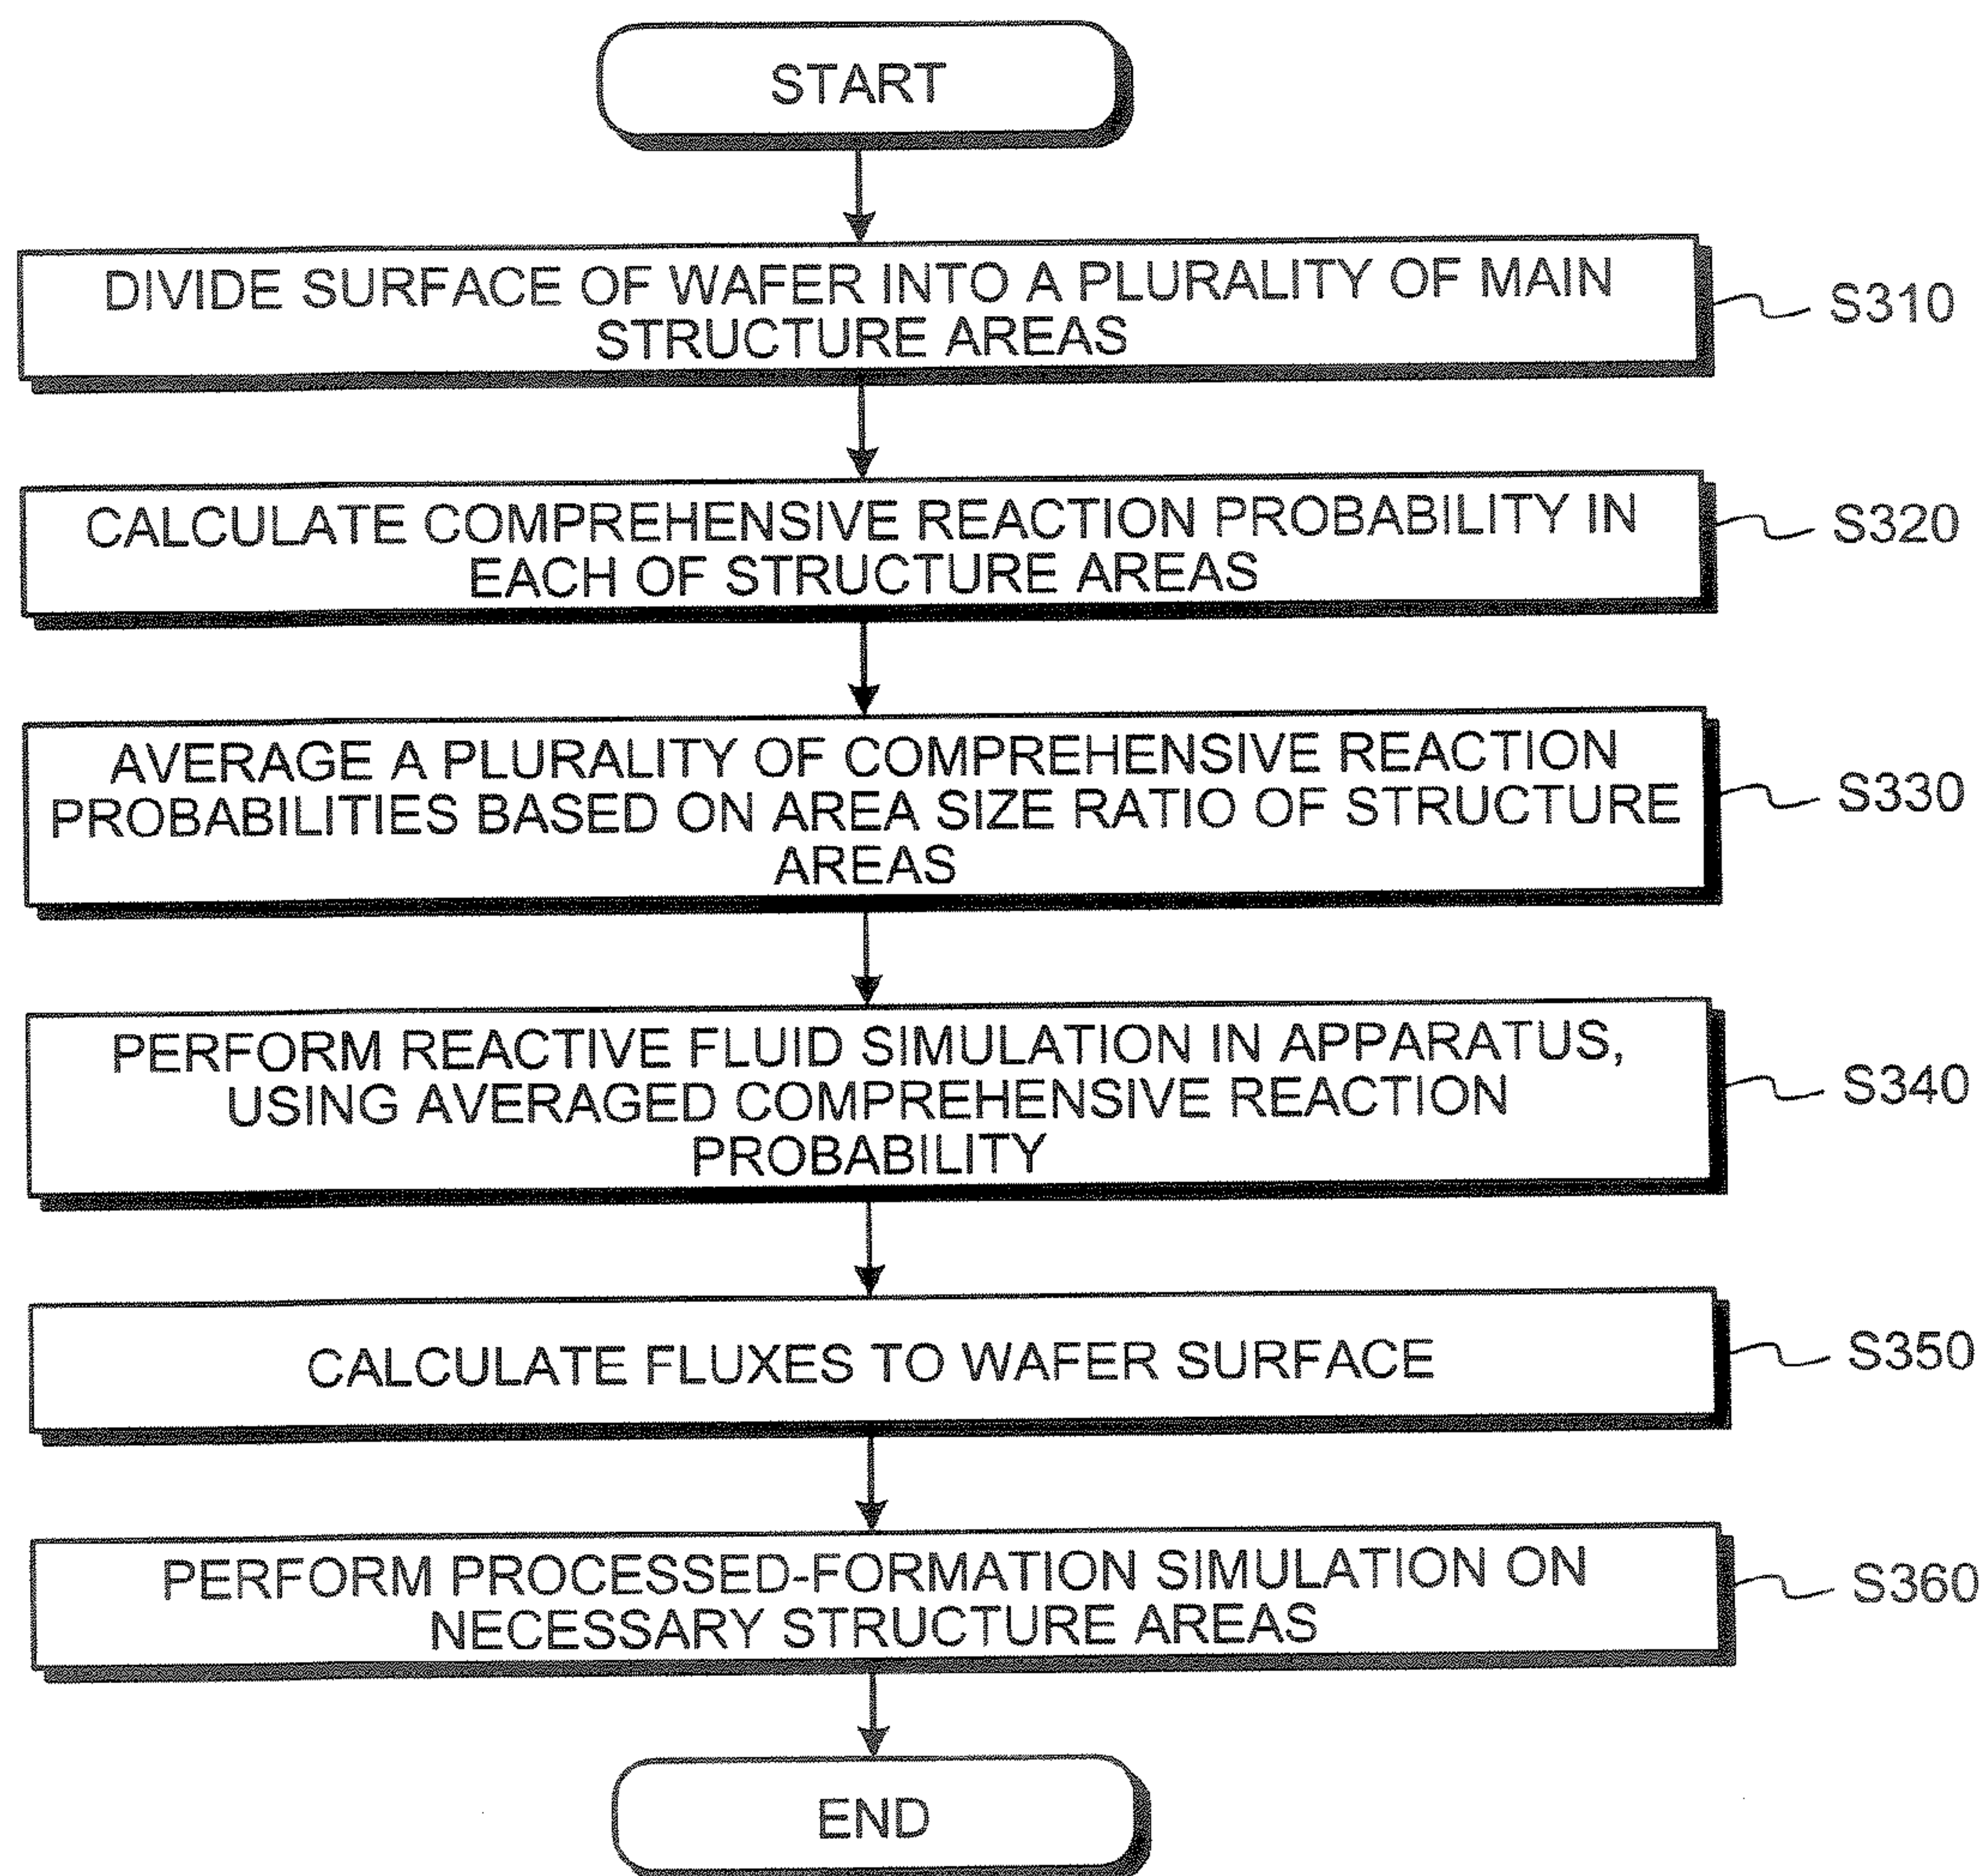 START
DIVIDE SURFACE OF WAFER INTO A PLURALITY OF MAIN
STRUCTURE AREAS
S310
CALCULATE COMPREHENSIVE REACTION PROBABILITY IN
EACH OF STRUCTURE AREAS
S320
AVERAGE A PLURALITY OF COMPREHENSIVE REACTION
PROBABILITIES BASED ON AREA SIZE RATIO OF STRUCTURE
AREAS
S330
PERFORM REACTIVE FLUID SIMULATION IN APPARATUS,
USING AVERAGED COMPREHENSIVE REACTION
PROBABILITY
S340
CALCULATE FLUXES TO WAFER SURFACE
S350
PERFORM PROCESSED-FORMATION SIMULATION ON
NECESSARY STRUCTURE AREAS
S360
END